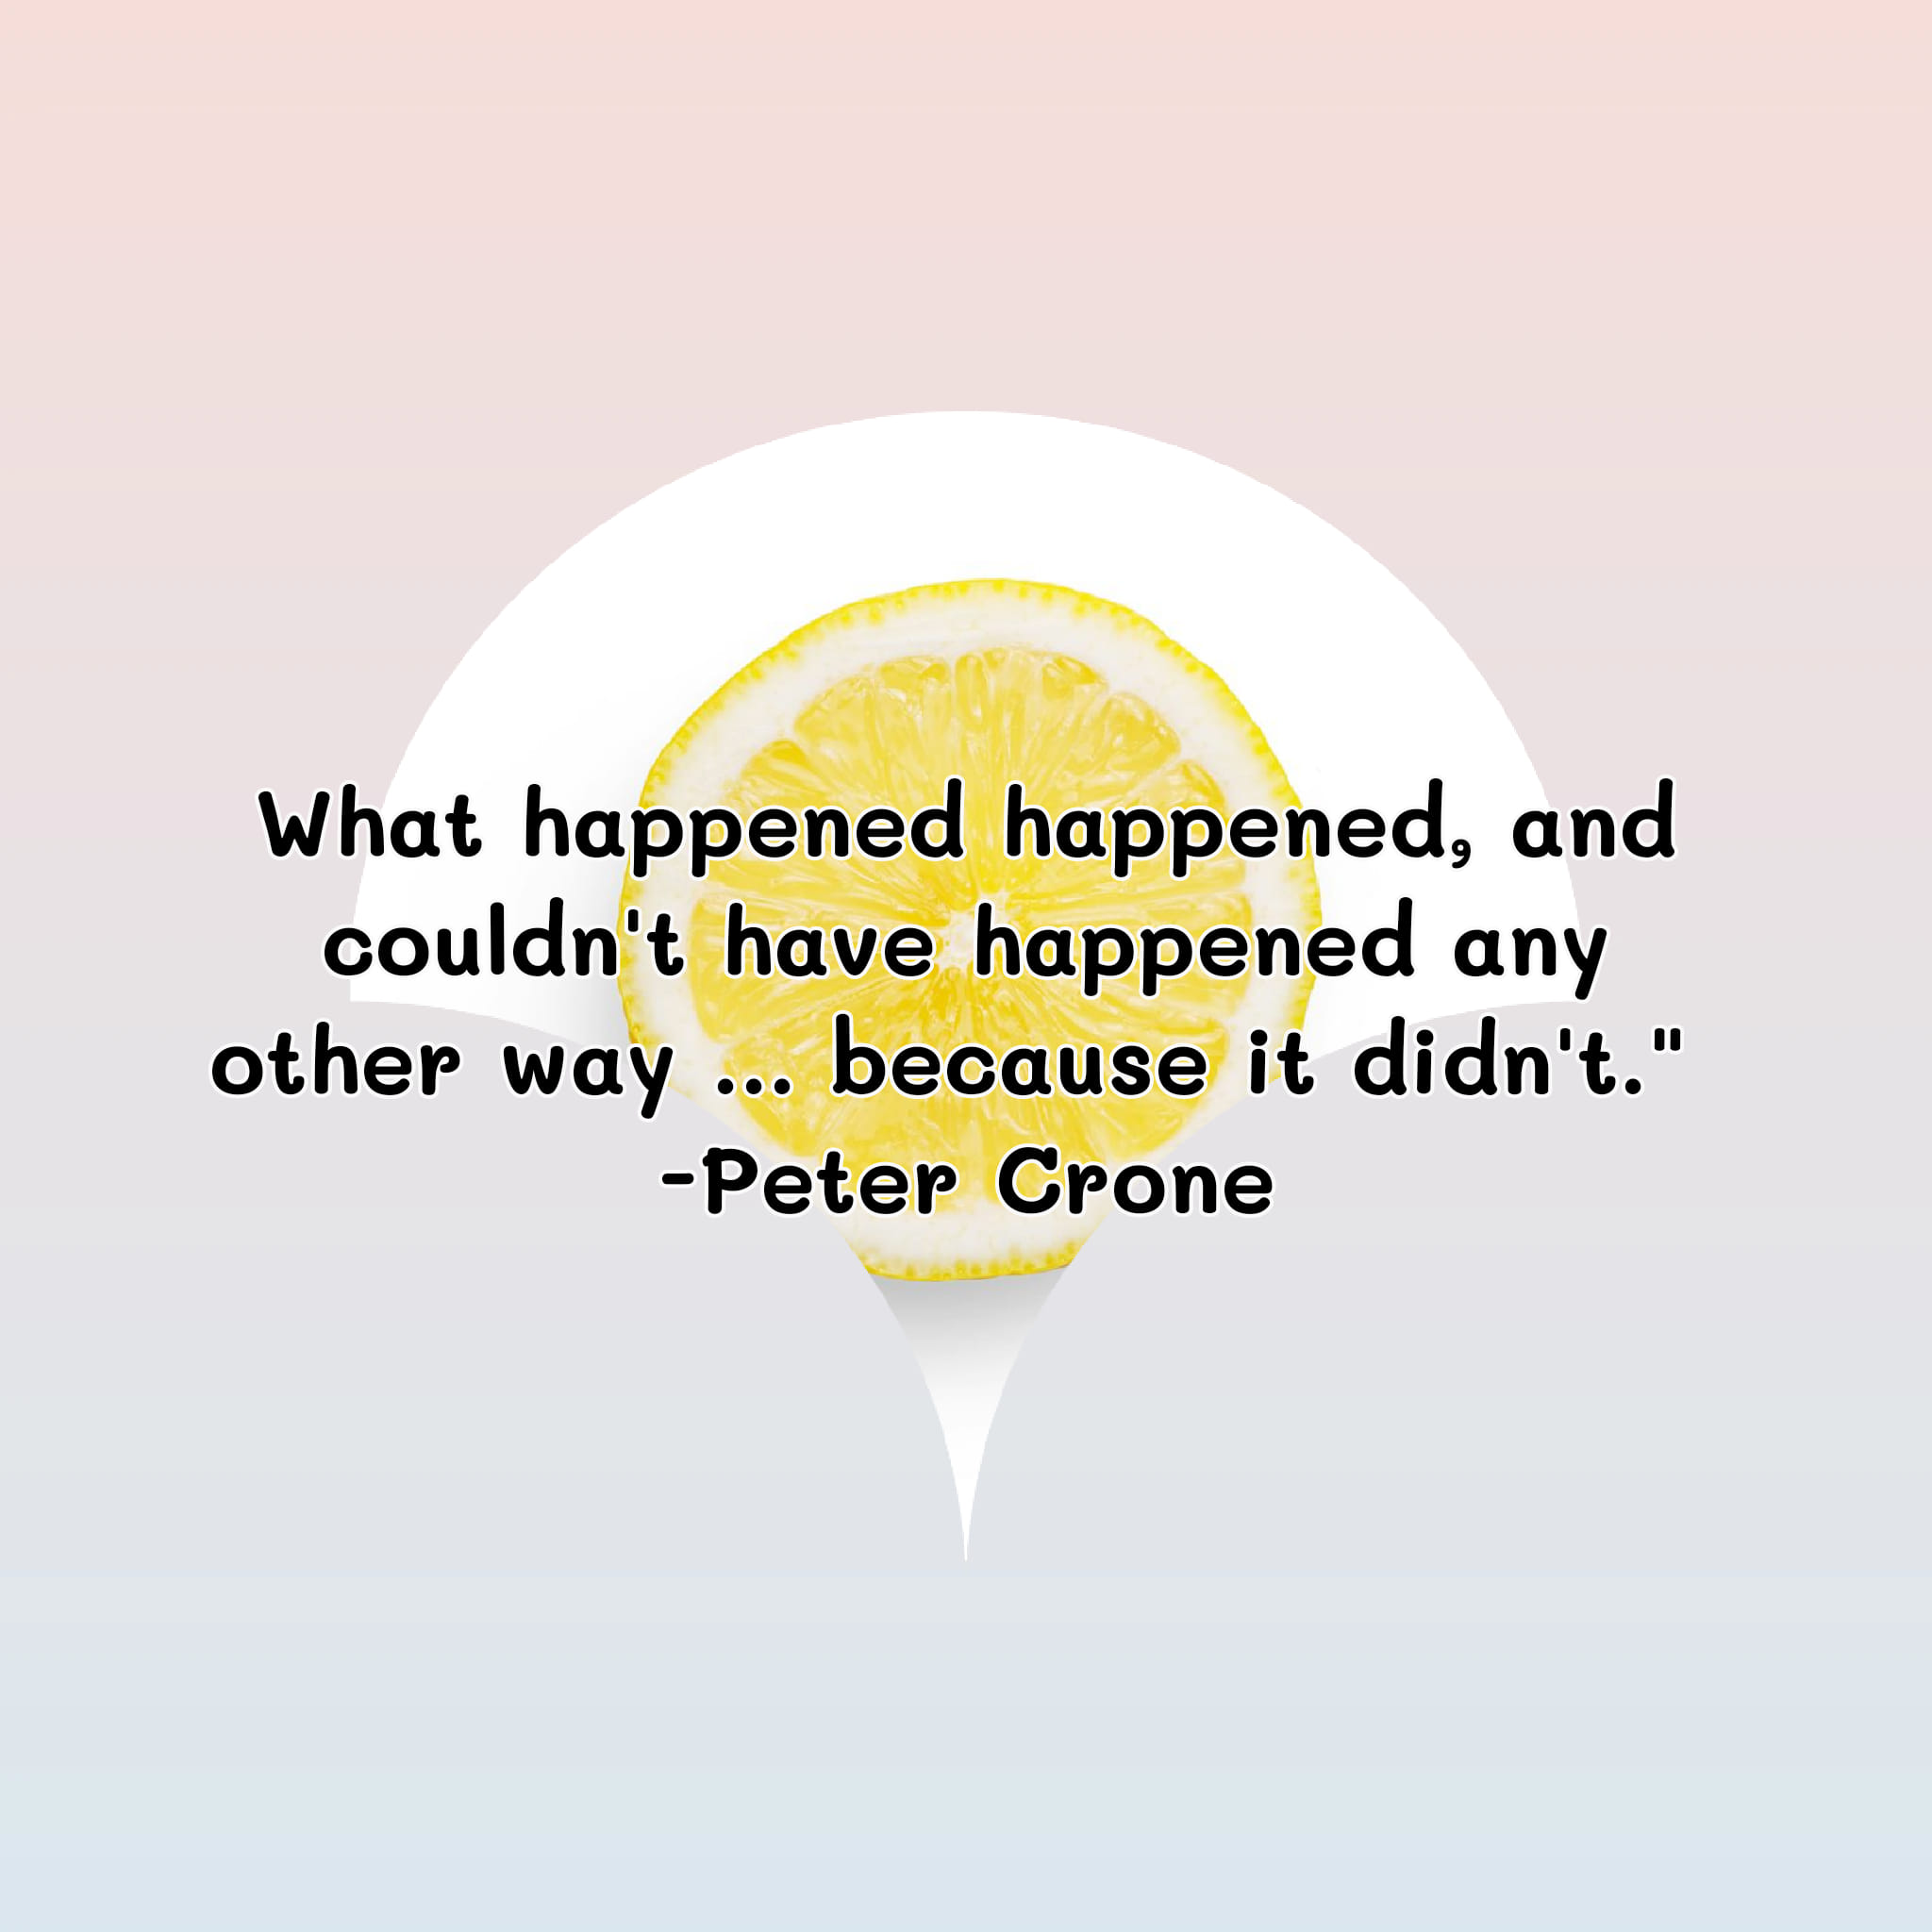 What happened happened, and
couldn't have happened any
other way ... because it didn't."
-Peter Crone